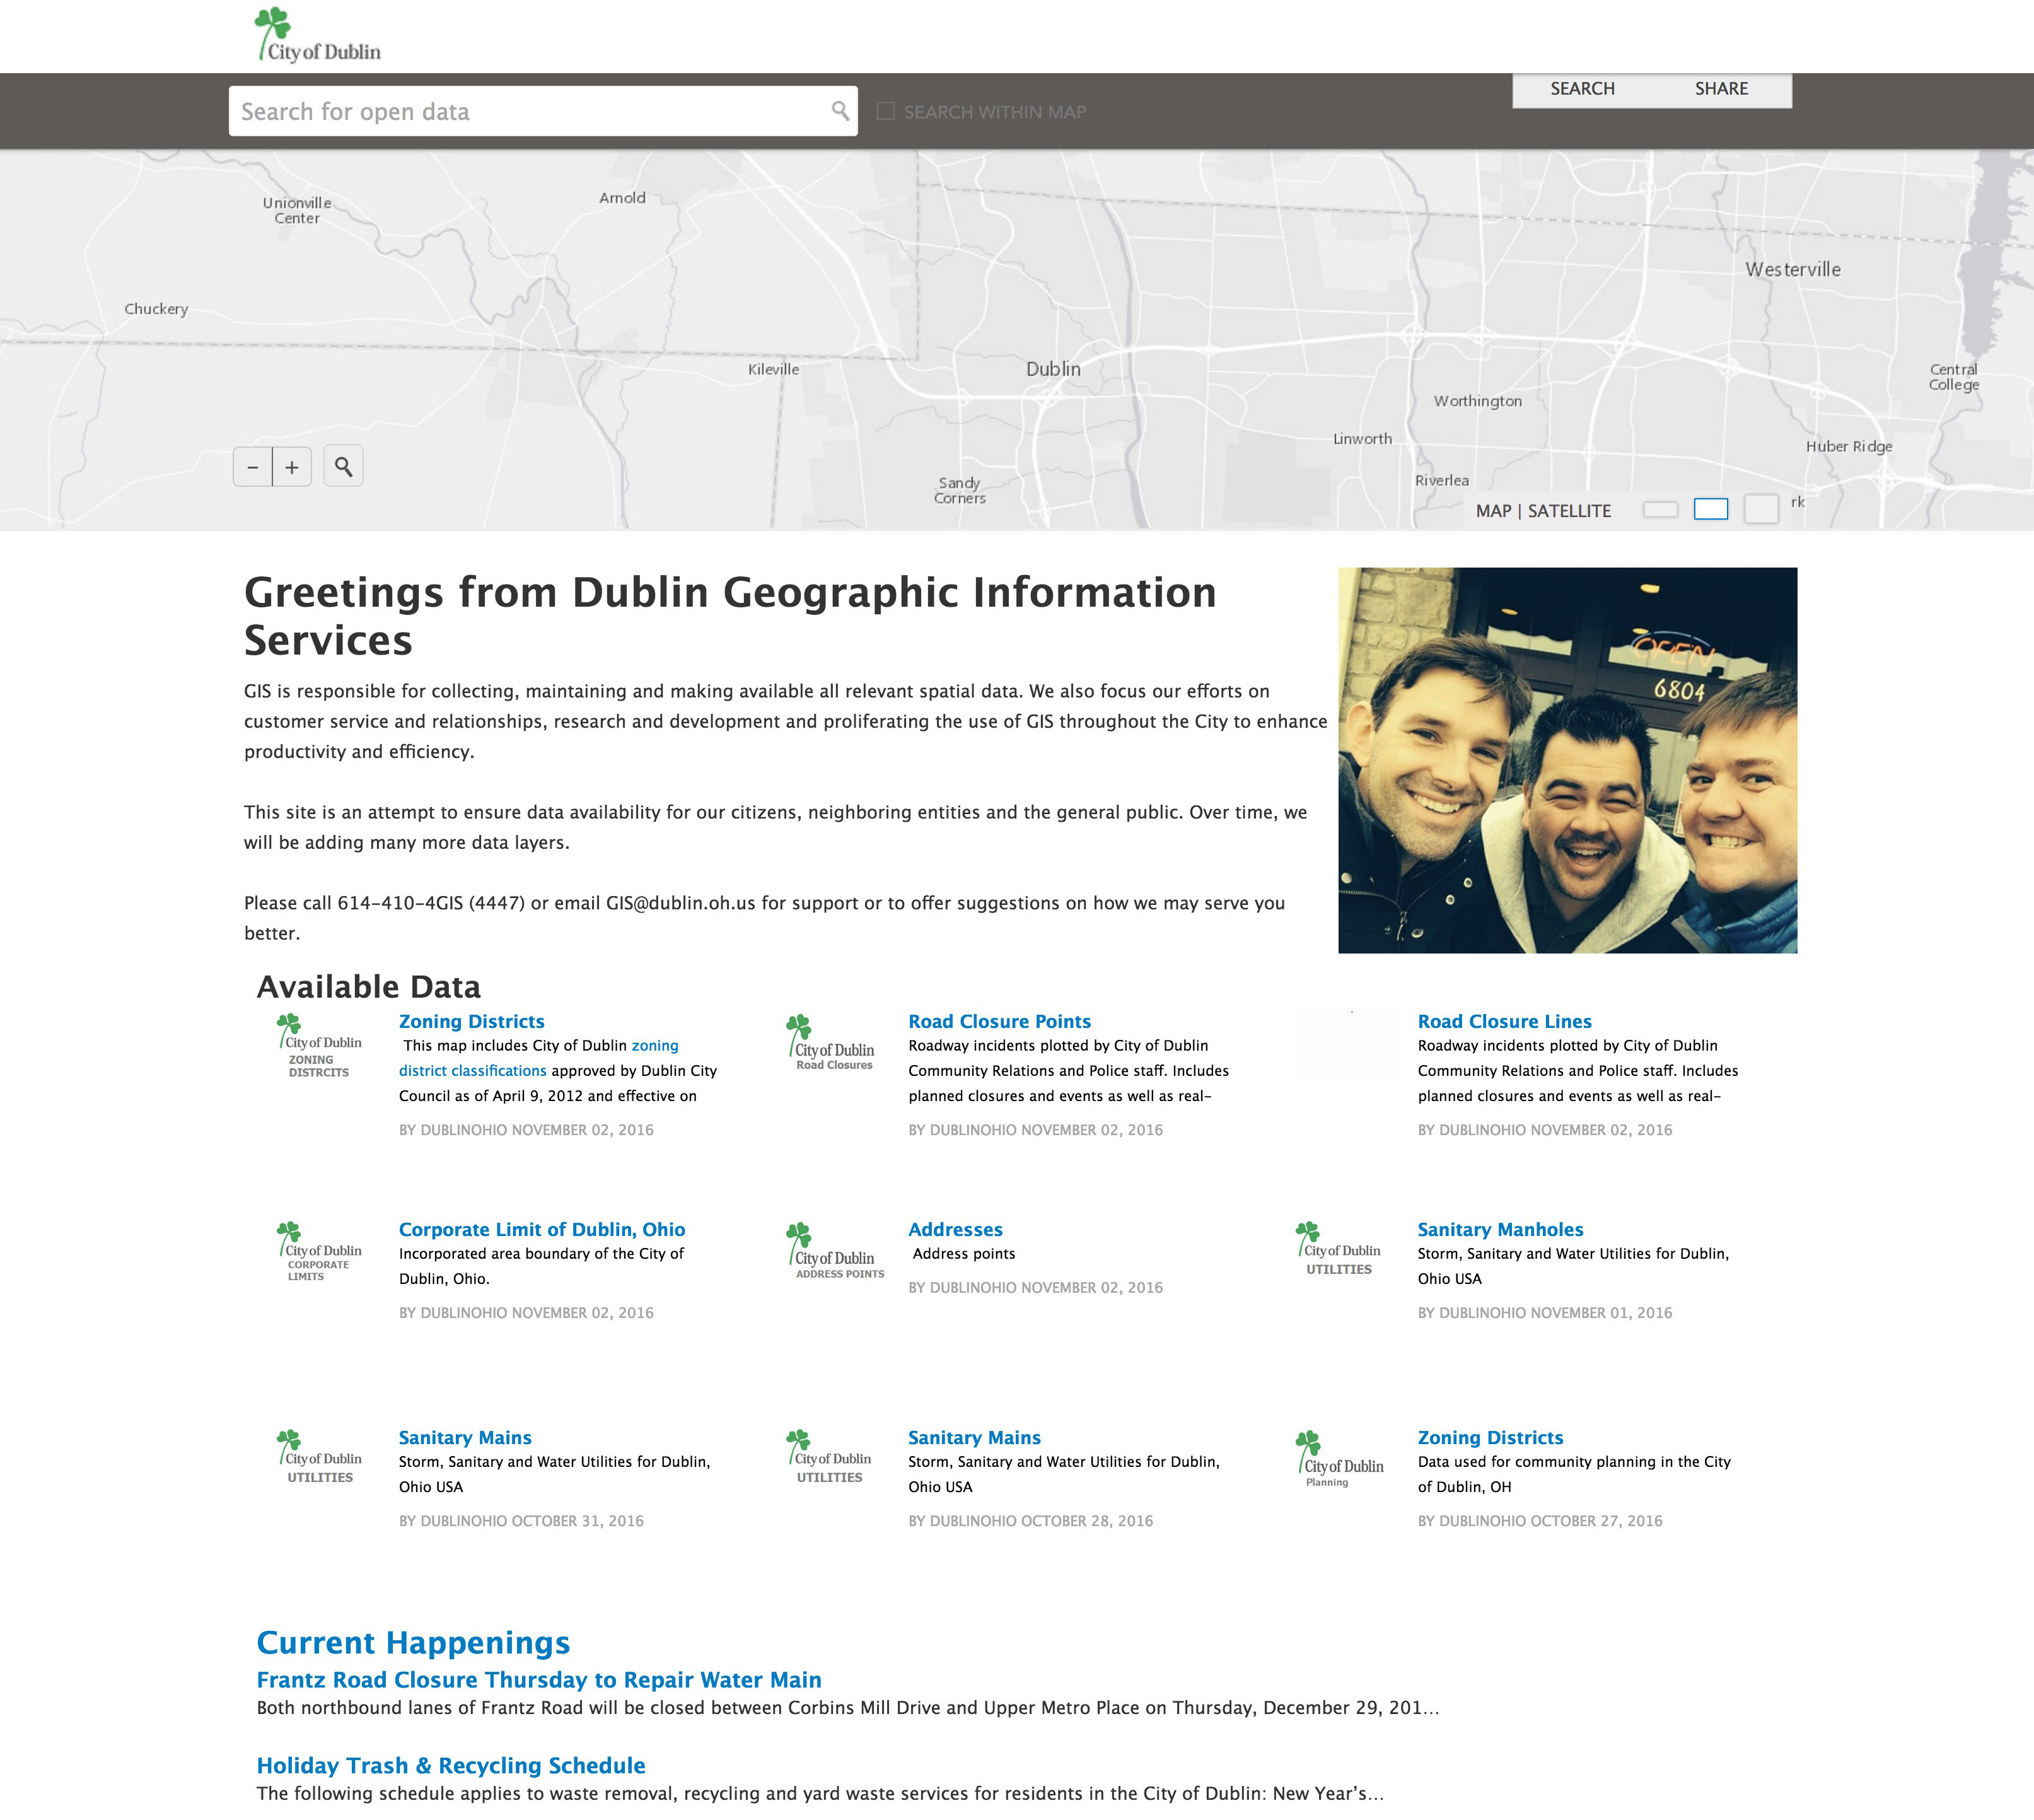 City of Dublin
Search for open data
SEARCH WITHIN MAP
SEARCH
SHARE
Unionville
Center
Arnold
Westerville
Chuckery
Kileville
Dublin
Central
College
Worthington
Linworth
Huber Ridge
Riverlea
Sandy
Corners
− +
MAP | SATELLITE
rk
Greetings from Dublin Geographic Information
Services
GIS is responsible for collecting, maintaining and making available all relevant spatial data. We also focus our efforts on
customer service and relationships, research and development and proliferating the use of GIS throughout the City to enhance
productivity and efficiency.
This site is an attempt to ensure data availability for our citizens, neighboring entities and the general public. Over time, we
will be adding many more data layers.
Please call 614-410-4GIS (4447) or email GIS@dublin.oh.us for support or to offer suggestions on how we may serve you
better.
OPEN
6804
Available Data
City of Dublin
ZONING
DISTRCITS
Zoning Districts
This map includes City of Dublin zoning
district classifications approved by Dublin City
Council as of April 9, 2012 and effective on
BY DUBLINOHIO NOVEMBER 02, 2016
City of Dublin
Road Closures
Road Closure Points
Roadway incidents plotted by City of Dublin
Community Relations and Police staff. Includes
planned closures and events as well as real-
BY DUBLINOHIO NOVEMBER 02, 2016
Road Closure Lines
Roadway incidents plotted by City of Dublin
Community Relations and Police staff. Includes
planned closures and events as well as real-
BY DUBLINOHIO NOVEMBER 02, 2016
City of Dublin
CORPORATE
LIMITS
Corporate Limit of Dublin, Ohio
Incorporated area boundary of the City of
Dublin, Ohio.
BY DUBLINOHIO NOVEMBER 02, 2016
City of Dublin
ADDRESS POINTS
Addresses
Address points
BY DUBLINOHIO NOVEMBER 02, 2016
City of Dublin
UTILITIES
Sanitary Manholes
Storm, Sanitary and Water Utilities for Dublin,
Ohio USA
BY DUBLINOHIO NOVEMBER 01, 2016
City of Dublin
UTILITIES
Sanitary Mains
Storm, Sanitary and Water Utilities for Dublin,
Ohio USA
BY DUBLINOHIO OCTOBER 31, 2016
City of Dublin
UTILITIES
Sanitary Mains
Storm, Sanitary and Water Utilities for Dublin,
Ohio USA
BY DUBLINOHIO OCTOBER 28, 2016
City of Dublin
Planning
Zoning Districts
Data used for community planning in the City
of Dublin, OH
BY DUBLINOHIO OCTOBER 27, 2016
Current Happenings
Frantz Road Closure Thursday to Repair Water Main
Both northbound lanes of Frantz Road will be closed between Corbins Mill Drive and Upper Metro Place on Thursday, December 29, 201...
Holiday Trash & Recycling Schedule
The following schedule applies to waste removal, recycling and yard waste services for residents in the City of Dublin: New Year’s...